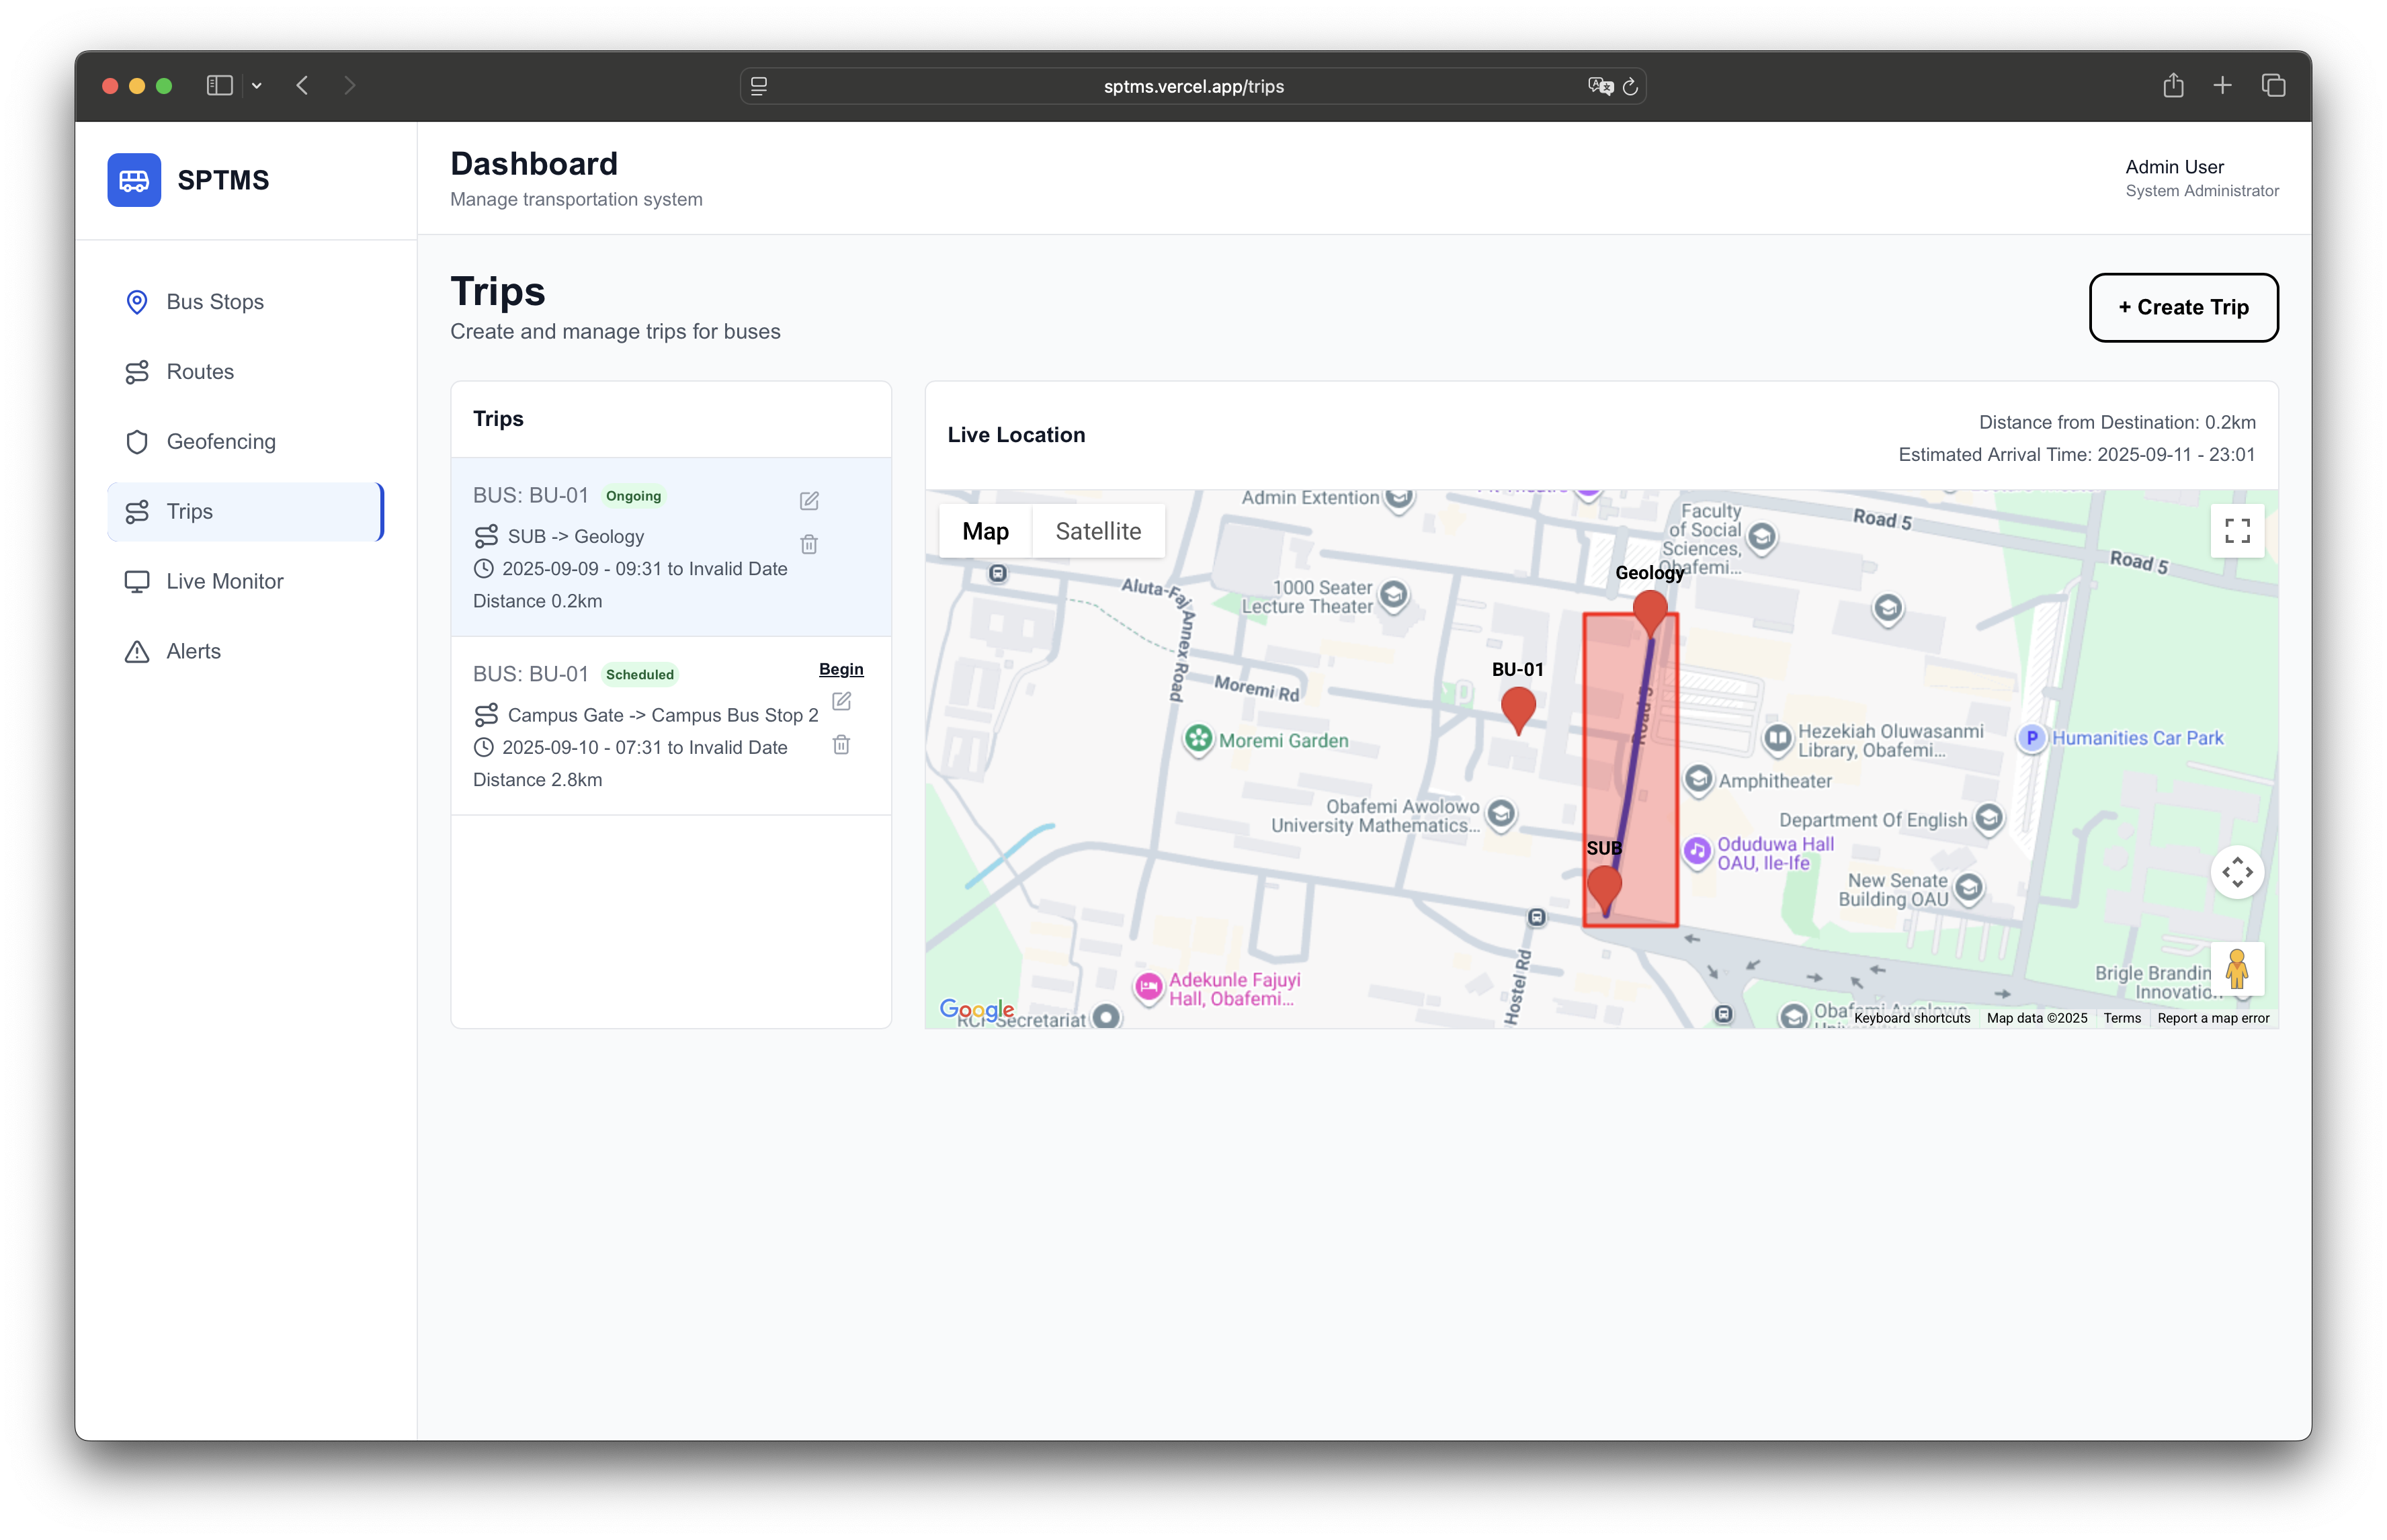 sptms.vercel.app/trips
SPTMS
Dashboard
Manage transportation system
Admin User
System Administrator
Bus Stops
Routes
Geofencing
Trips
Live Monitor
Alerts
Trips
Create and manage trips for buses
+ Create Trip
Trips
BUS: BU-01 Ongoing
SUB -> Geology
2025-09-09 - 09:31 to Invalid Date
Distance 0.2km
BUS: BU-01 Scheduled Begin
Campus Gate -> Campus Bus Stop 2
2025-09-10 - 07:31 to Invalid Date
Distance 2.8km
Live Location
Distance from Destination: 0.2km
Estimated Arrival Time: 2025-09-11 - 23:01
Map Satellite
Admin Extention
Faculty
of Social
Sciences,
Obafemi...
Road 5
Road 5
Geology
1000 Seater
Lecture Theater
Annex Road
BU-01
Moremi Rd
Road 5
Moremi Garden
Hezekiah Oluwasanmi
Library, Obafemi...
P Humanities Car Park
Amphitheater
Obafemi Awolowo
University Mathematics...
Department Of English
SUB
Oduduwa Hall
OAU, Ile-Ife
New Senate
Building OAU
Hostel Rd
Adekunle Fajuyi
Hall, Obafemi...
Brigle Brandin
Google
Secretariat
Obafemi Awolowo
Keyboard shortcuts Map data ©2025 Terms Report a map error